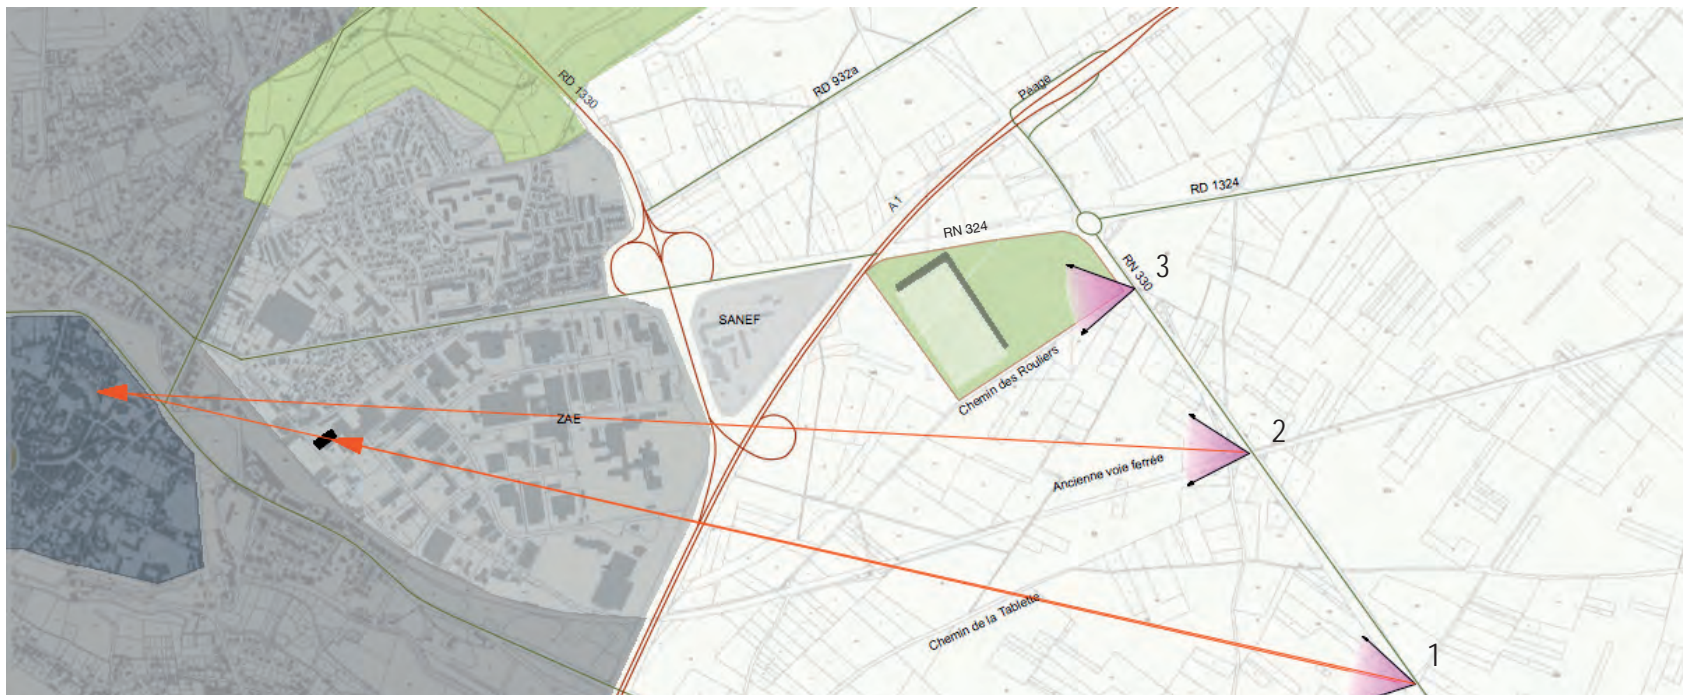 RD 1330
RD 932a
Péage
A1
RD 1324
RN 324
RN 330
3
SANEF
Chemin des Rouliers
ZAE
2
Ancienne voie ferrée
Chemin de la Tablette
1